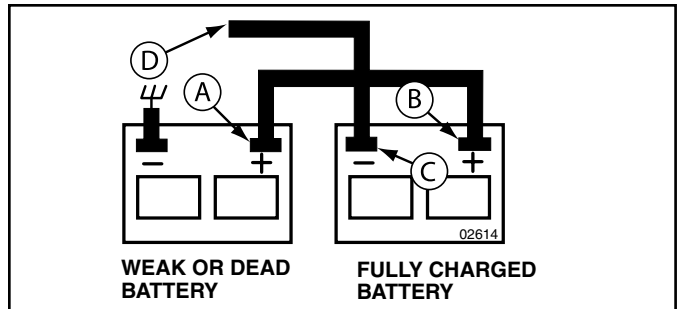 D
A
B
− + − +
C
02614
WEAK OR DEAD
BATTERY
FULLY CHARGED
BATTERY